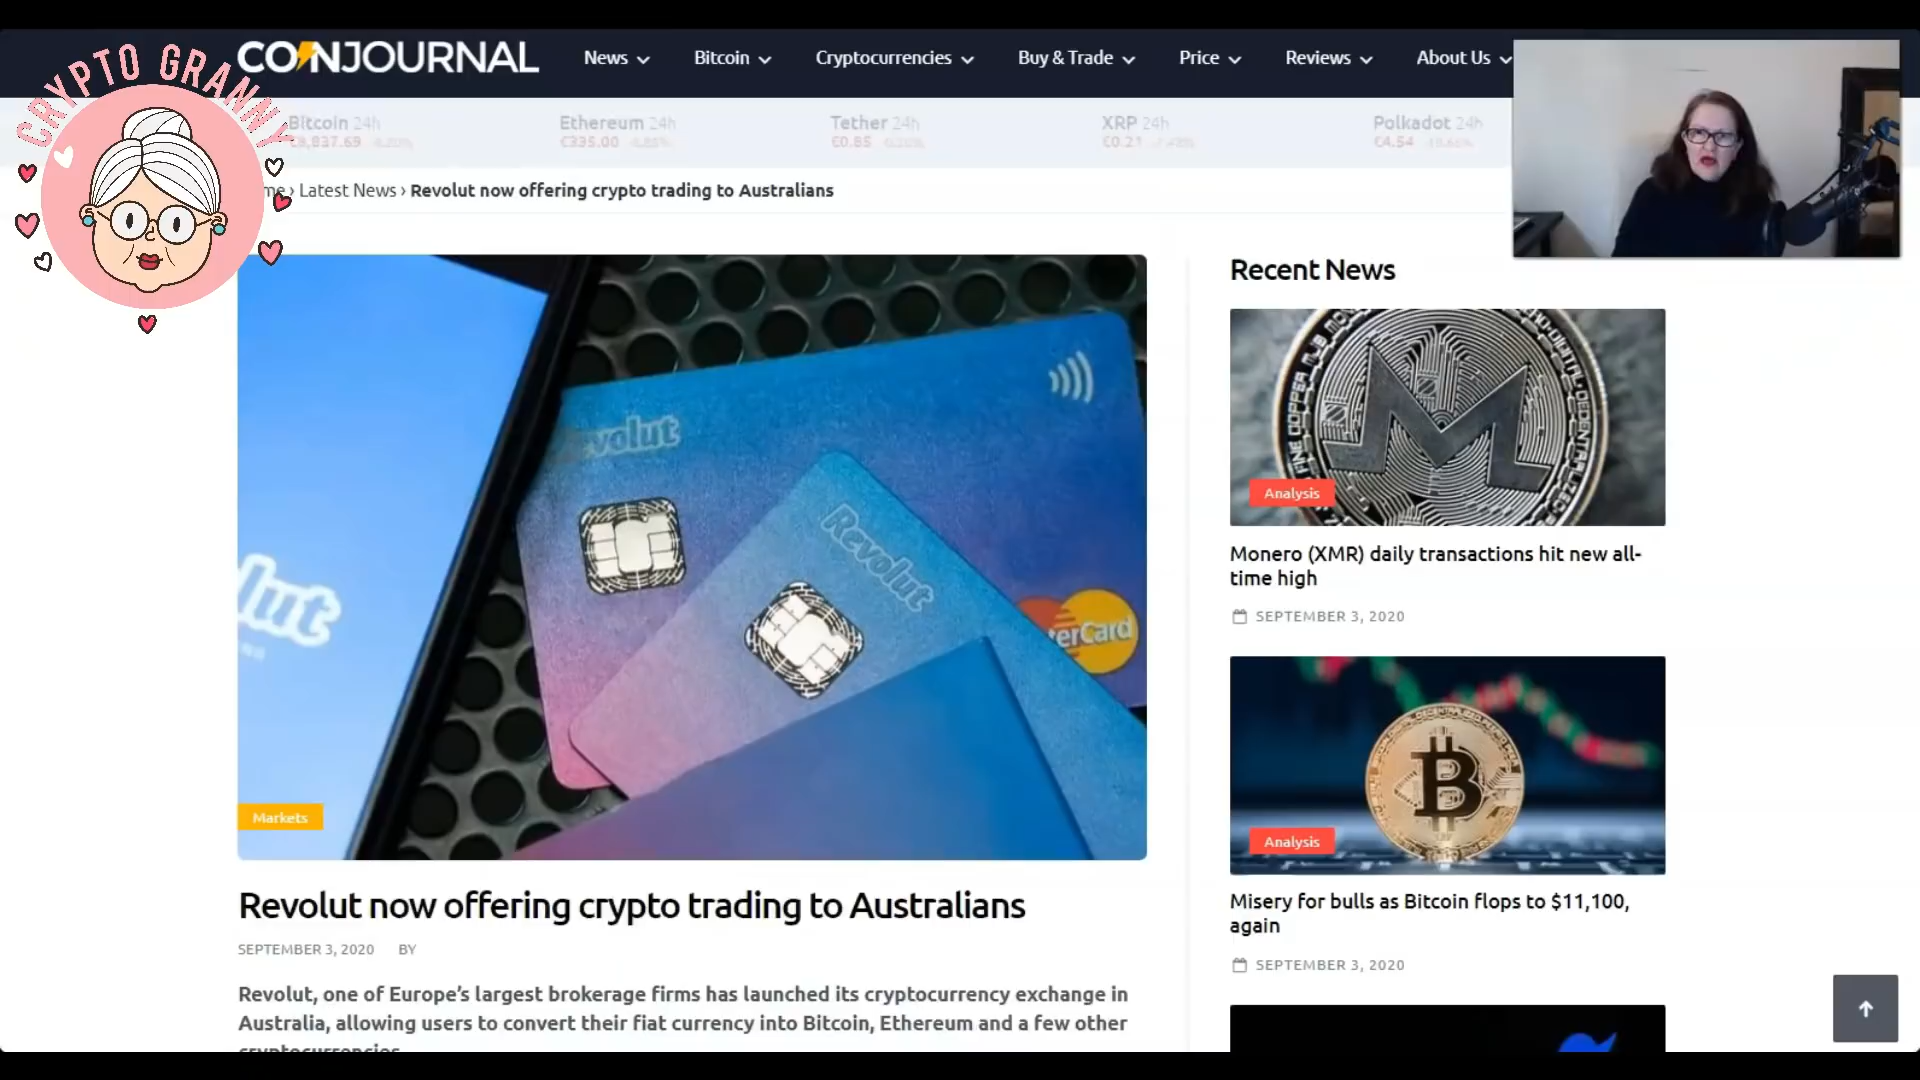 CRYPTO GRANNY
COINJOURNAL
News
Bitcoin
Cryptocurrencies
Buy & Trade
Price
Reviews
About Us
Bitcoin 24h
Ethereum 24h
€335.00
Tether 24h
€0.85
XRP 24h
€0.21
Polkadot 24h
€4.54
› Latest News › Revolut now offering crypto trading to Australians
Revolut
MasterCard
Markets
Revolut now offering crypto trading to Australians
SEPTEMBER 3, 2020 BY
Revolut, one of Europe's largest brokerage firms has launched its cryptocurrency exchange in
Australia, allowing users to convert their fiat currency into Bitcoin, Ethereum and a few other
cryptocurrencies
Recent News
Analysis
Monero (XMR) daily transactions hit new all-
time high
SEPTEMBER 3, 2020
Analysis
Misery for bulls as Bitcoin flops to $11,100,
again
SEPTEMBER 3, 2020